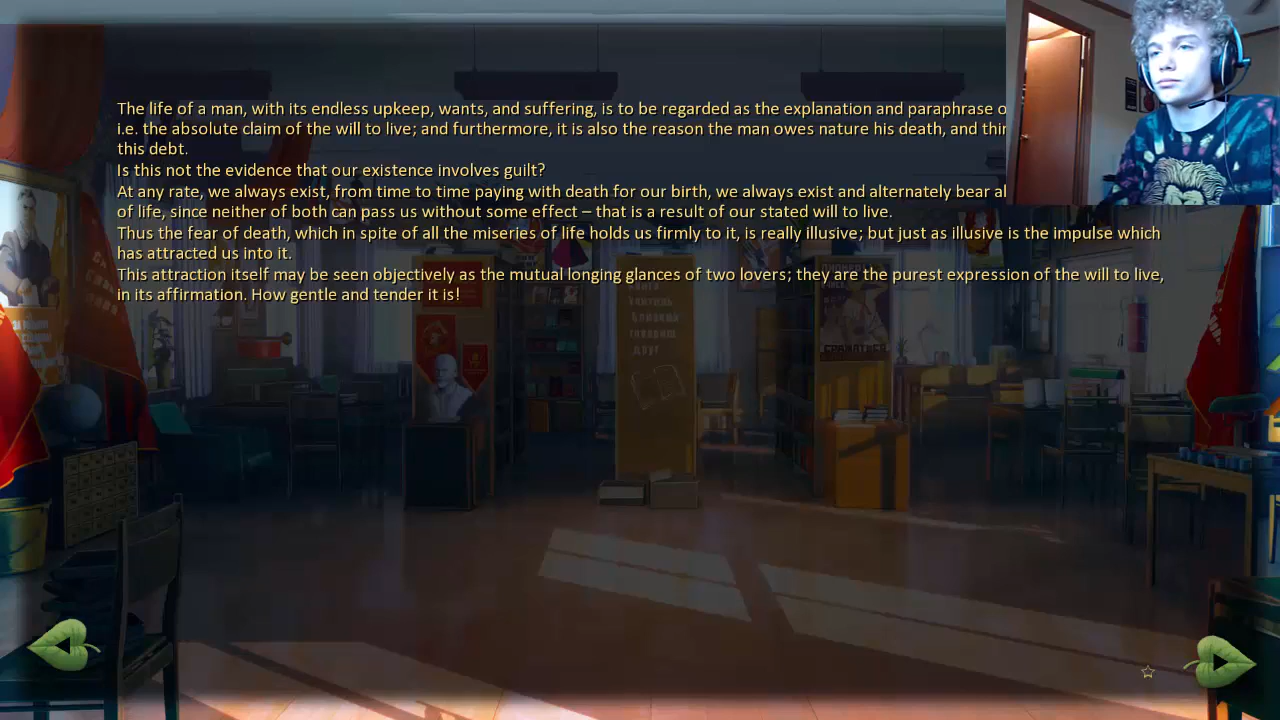 The life of a man, with its endless upkeep, wants, and suffering, is to be regarded as the explanation and paraphrase
i.e. the absolute claim of the will to live; and furthermore, it is also the reason the man owes nature his death, and
this debt.
Is this not the evidence that our existence involves guilt?
At any rate, we always exist, from time to time paying with death for our birth, we always exist and alternately bear
of life, since neither of both can pass us without some effect – that is a result of our stated will to live.
Thus the fear of death, which in spite of all the miseries of life holds us firmly to it, is really illusive; but just as illusive is the impulse which
has attracted us into it.
This attraction itself may be seen objectively as the mutual longing glances of two lovers; they are the purest expression of the will to live,
in its affirmation. How gentle and tender it is!
книга
товарищ
друг
СРАЖАТЬСЯ